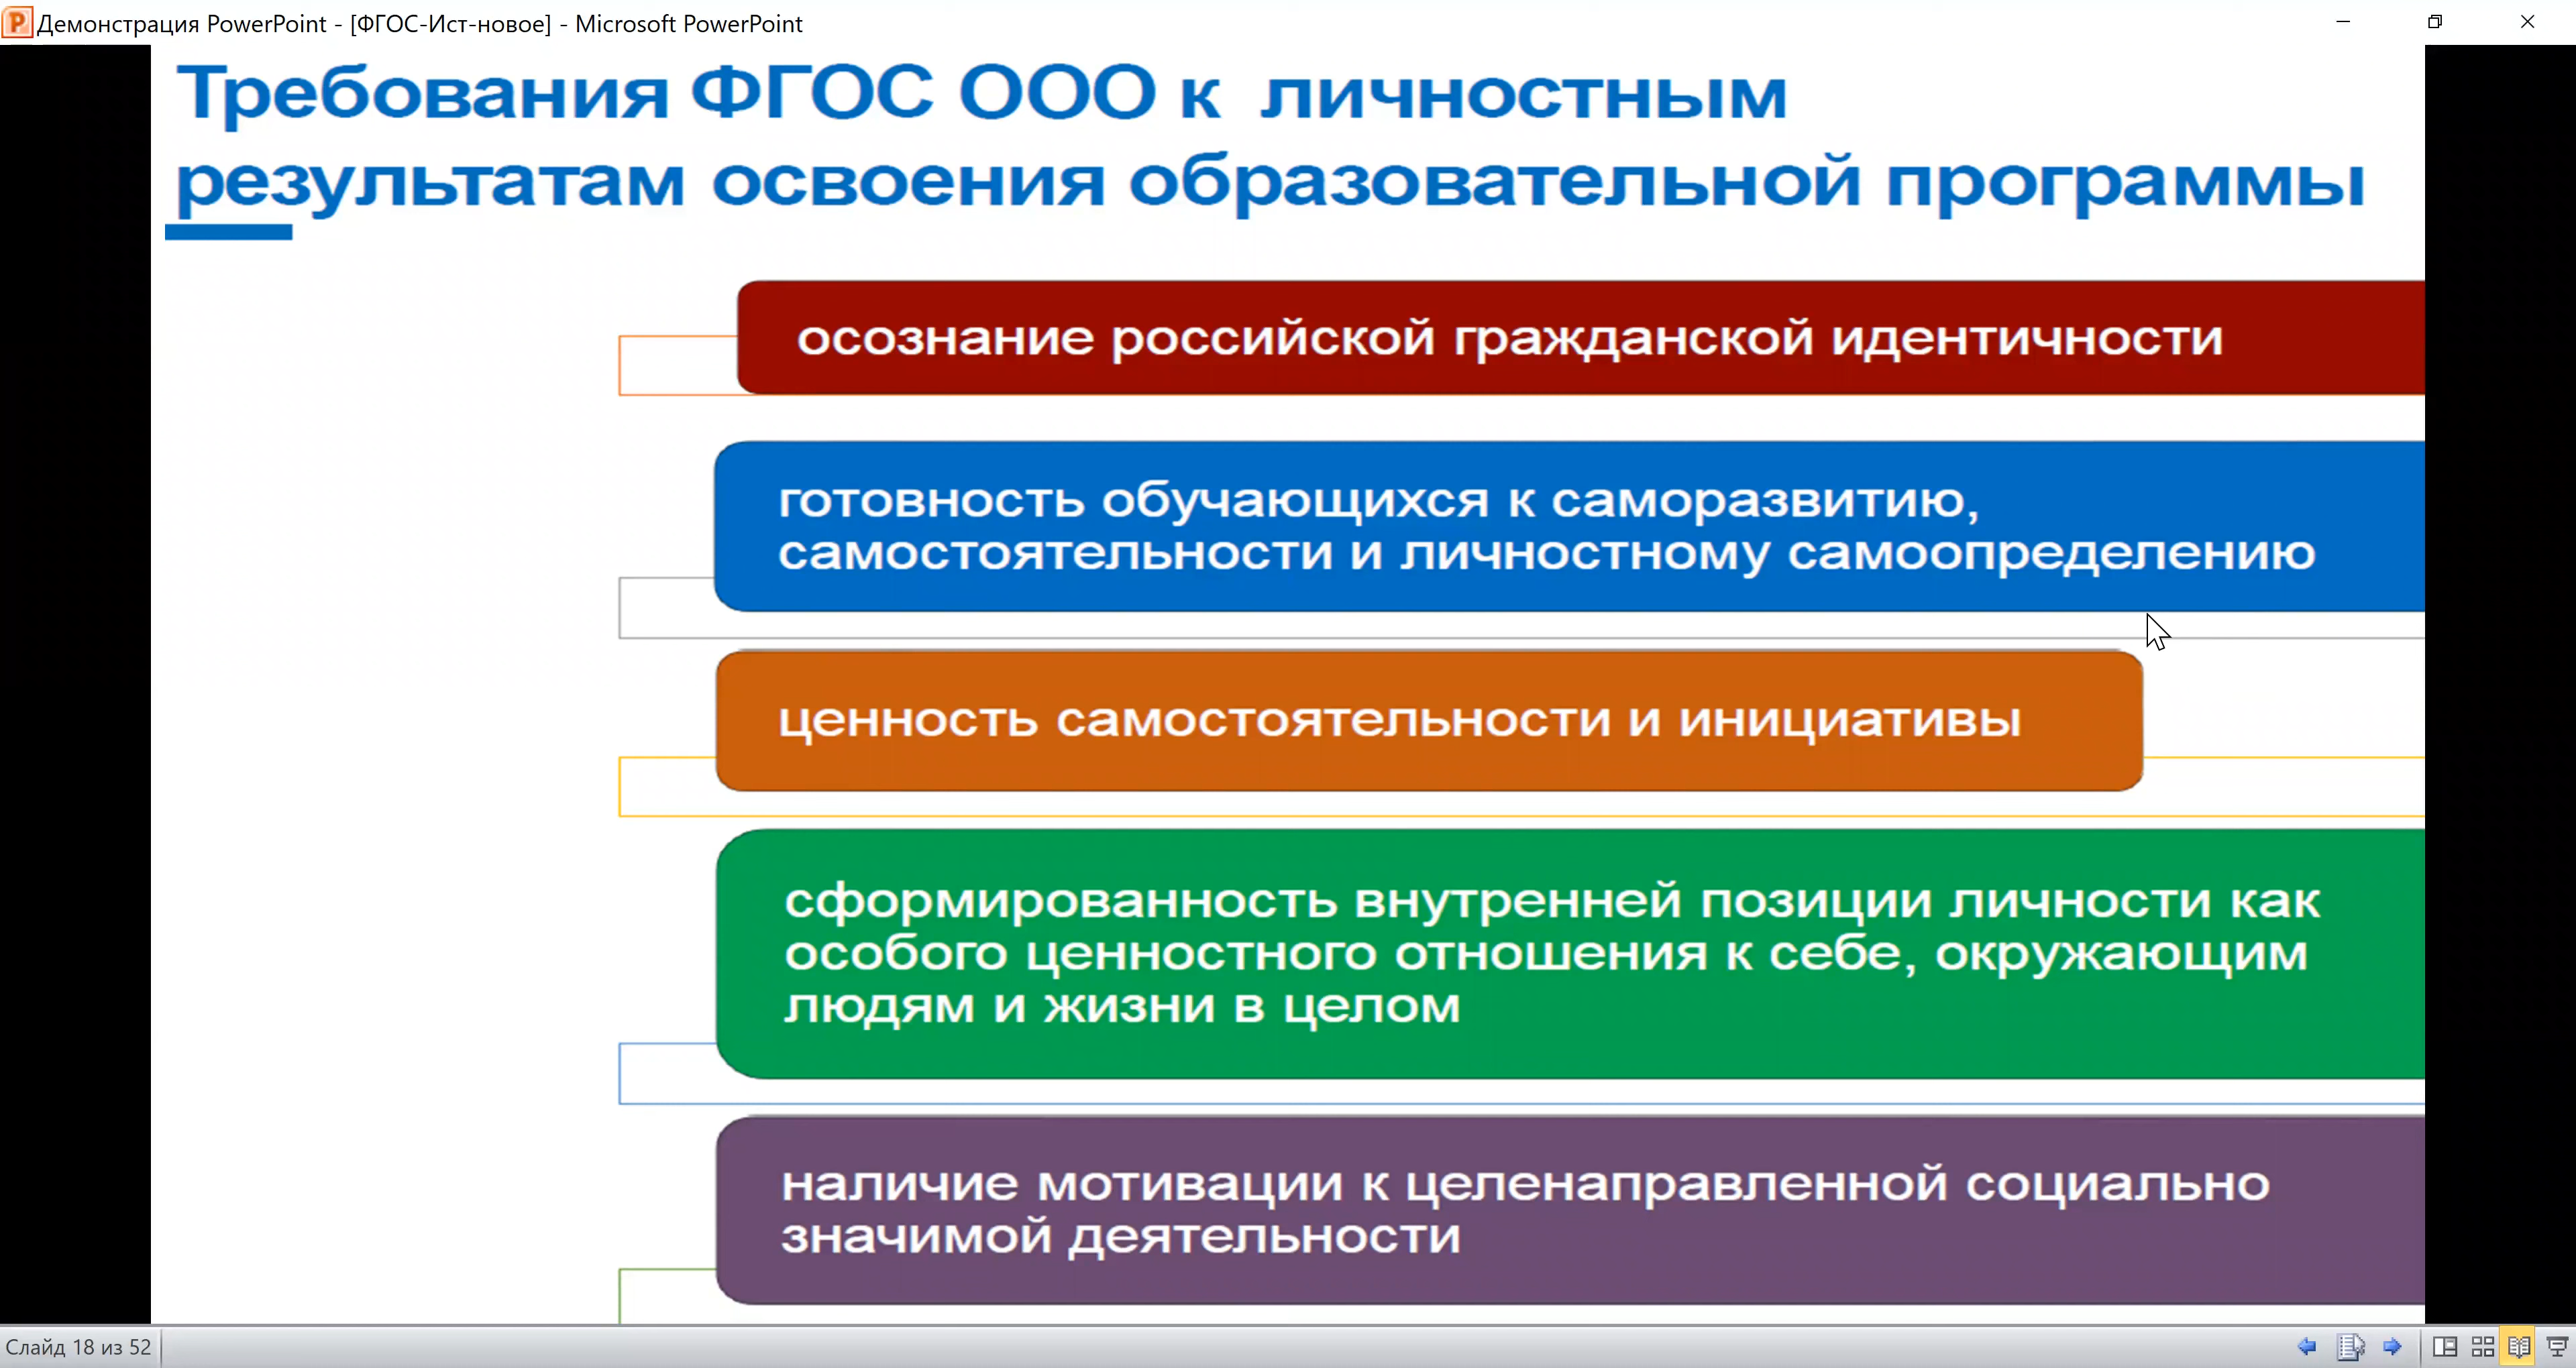 Демонстрация PowerPoint - [ФГОС-Ист-новое] - Microsoft PowerPoint
Требования ФГОС ООО к личностным
результатам освоения образовательной программы
осознание российской гражданской идентичности
готовность обучающихся к саморазвитию,
самостоятельности и личностному самоопределению
ценность самостоятельности и инициативы
сформированность внутренней позиции личности как
особого ценностного отношения к себе, окружающим
людям и жизни в целом
наличие мотивации к целенаправленной социально
значимой деятельности
Слайд 18 из 52